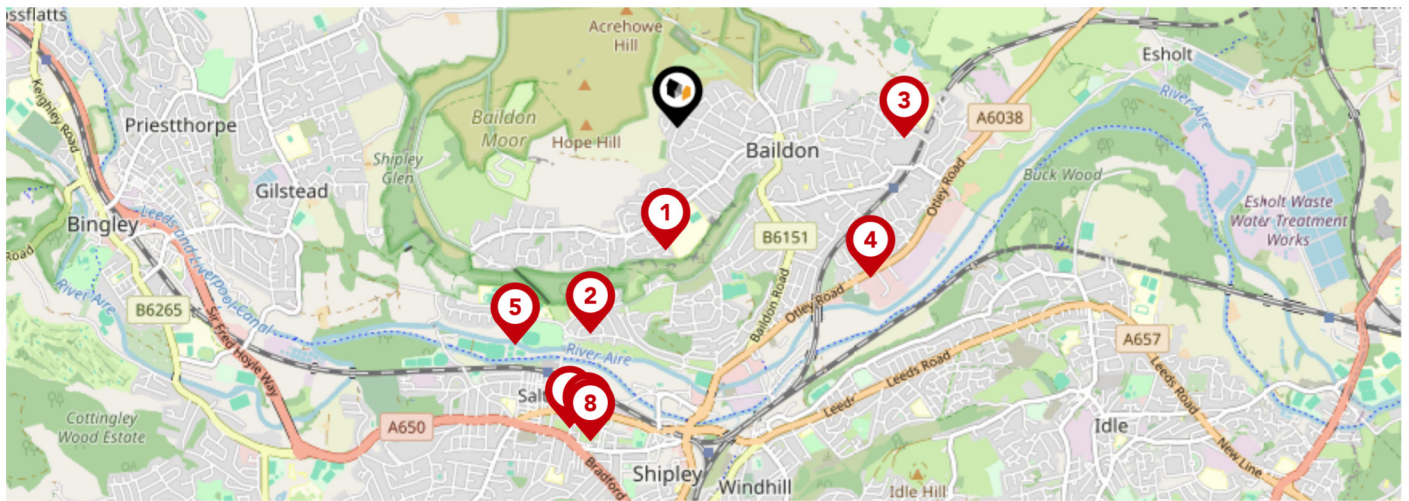 ossflatts
Acrehowe
Hill
Esholt
Keighley Road
Priestthorpe
Baildon
Moor
Hope Hill
3
A6038
River Aire
Shipley
Glen
Baildon
Gilstead
Buck Wood
Otley Road
Esholt Waste
Water Treatment
Works
Bingley
Leeds and Liverpool Canal
1
B6151
4
Road
River Aire
B6265
Sir Fred Hoyle Way
5
2
Baildon Road
Otley Road
River Aire
A657
Leeds Road
Leeds Road
Salt
8
Leeds
Cottingley
Wood Estate
A650
Idle
New Line
Bradford
Shipley
Windhill
Idle Hill